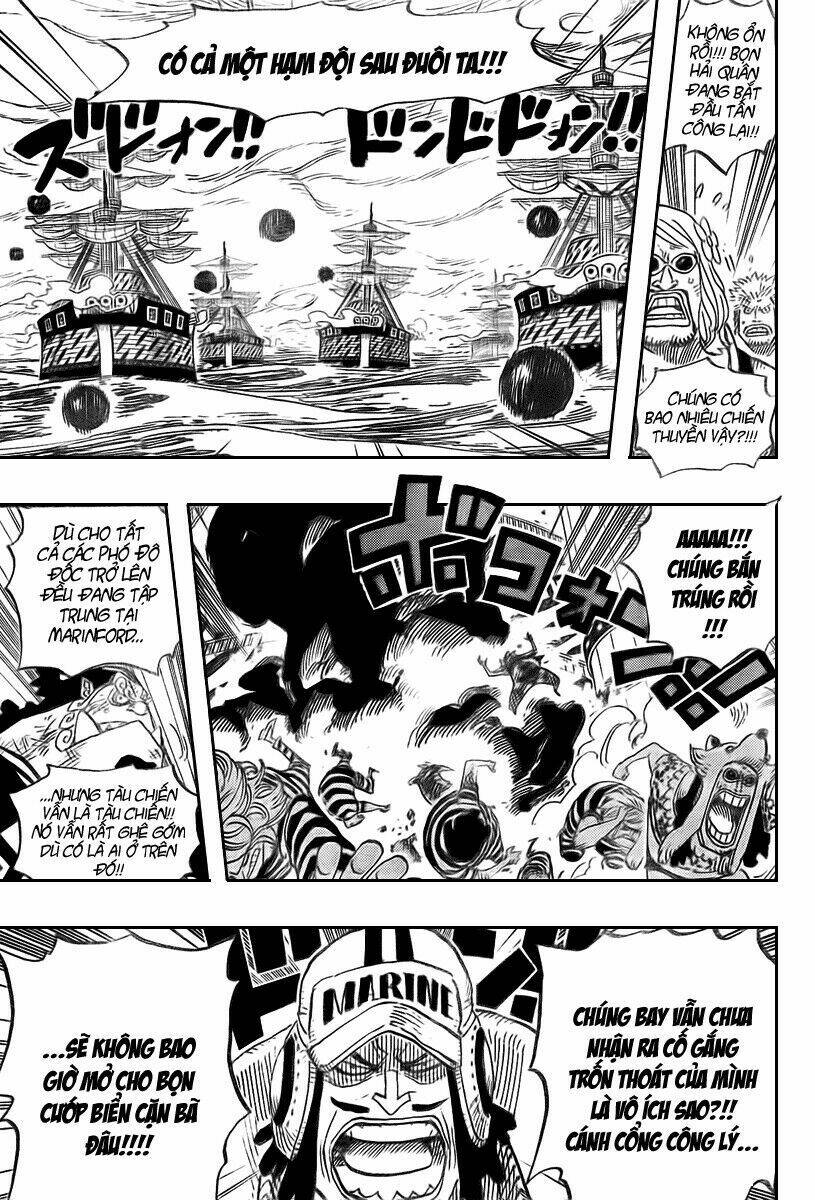 KHÔNG ỔN
RỒI!!! BỌN
HẢI QUÂN
ĐANG BẮT
ĐẦU TẤN
CÔNG LẠI!!
CHÚNG CÓ
BAO NHIÊU CHIẾN
THUYỀN VẬY?!!!
CÓ CẢ MỘT HẠM ĐỘI SAU ĐUÔI TA!!!
ドンドドォン!!
ズドォン!!
AAAAA!!!
CHÚNG BẮN
TRÚNG RỒI
!!!
ボゴォォン!!
DÙ CHO TẤT
CẢ CÁC PHÓ ĐÔ
ĐỐC TRỞ LÊN
ĐỀU ĐANG TẬP
TRUNG TẠI
MARINFORD...
...NHƯNG TÀU CHIẾN
VẪN LÀ TÀU CHIẾN!!
NÓ VẪN RẤT GHÊ GỚM
DÙ CÓ LÀ AI Ở TRÊN
ĐÓ!!
MARINE
CHÚNG BAY VẪN CHƯA
NHẬN RA CỐ GẮNG
TRỐN THOÁT CỦA MÌNH
LÀ VÔ ÍCH SAO?!!
CÁNH CỔNG CÔNG LÝ...
...SẼ KHÔNG BAO
GIỜ MỞ CHO BỌN
CƯỚP BIỂN CẶN BÃ
ĐÂU!!!!